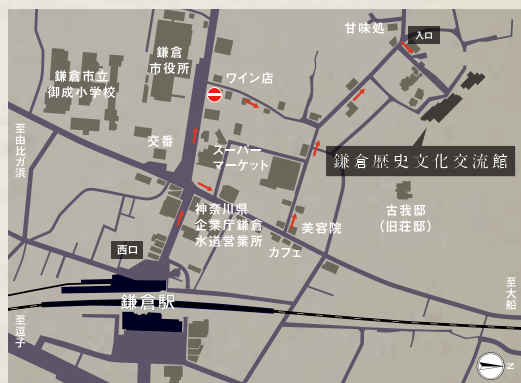 甘味処
入口
鎌倉
市役所
ワイン店
鎌倉市立
御成小学校
交番
スーパー
マーケット
至由比ガ浜
鎌倉歴史文化交流館
古我邸
（旧荘邸）
神奈川県
企業庁鎌倉
水道営業所
美容院
カフェ
西口
鎌倉駅
至大船
至逗子
N